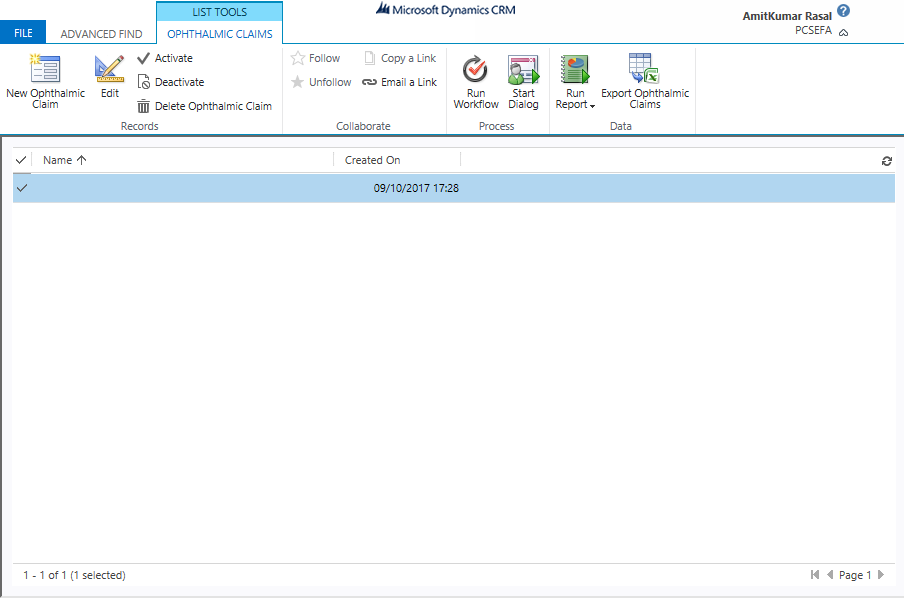 LIST TOOLS
Microsoft Dynamics CRM
AmitKumar Rasal
PCSEFA
FILE
ADVANCED FIND
OPHTHALMIC CLAIMS
New Ophthalmic
Claim
Edit
Activate
Deactivate
Delete Ophthalmic Claim
Records
Follow
Unfollow
Copy a Link
Email a Link
Collaborate
Run
Workflow
Start
Dialog
Process
Run
Report
Export Ophthalmic
Claims
Data
Name
Created On
09/10/2017 17:28
1 - 1 of 1 (1 selected)
Page 1